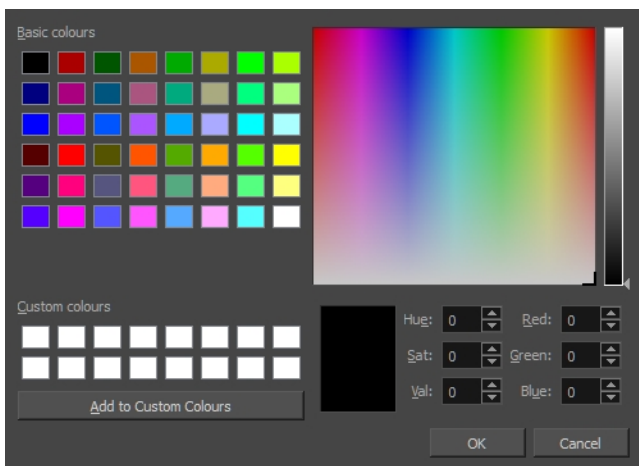 Basic colours
Custom colours
Add to Custom Colours
Hue: 0 Red: 0
Sat: 0 Green: 0
Val: 0 Blue: 0
OK Cancel